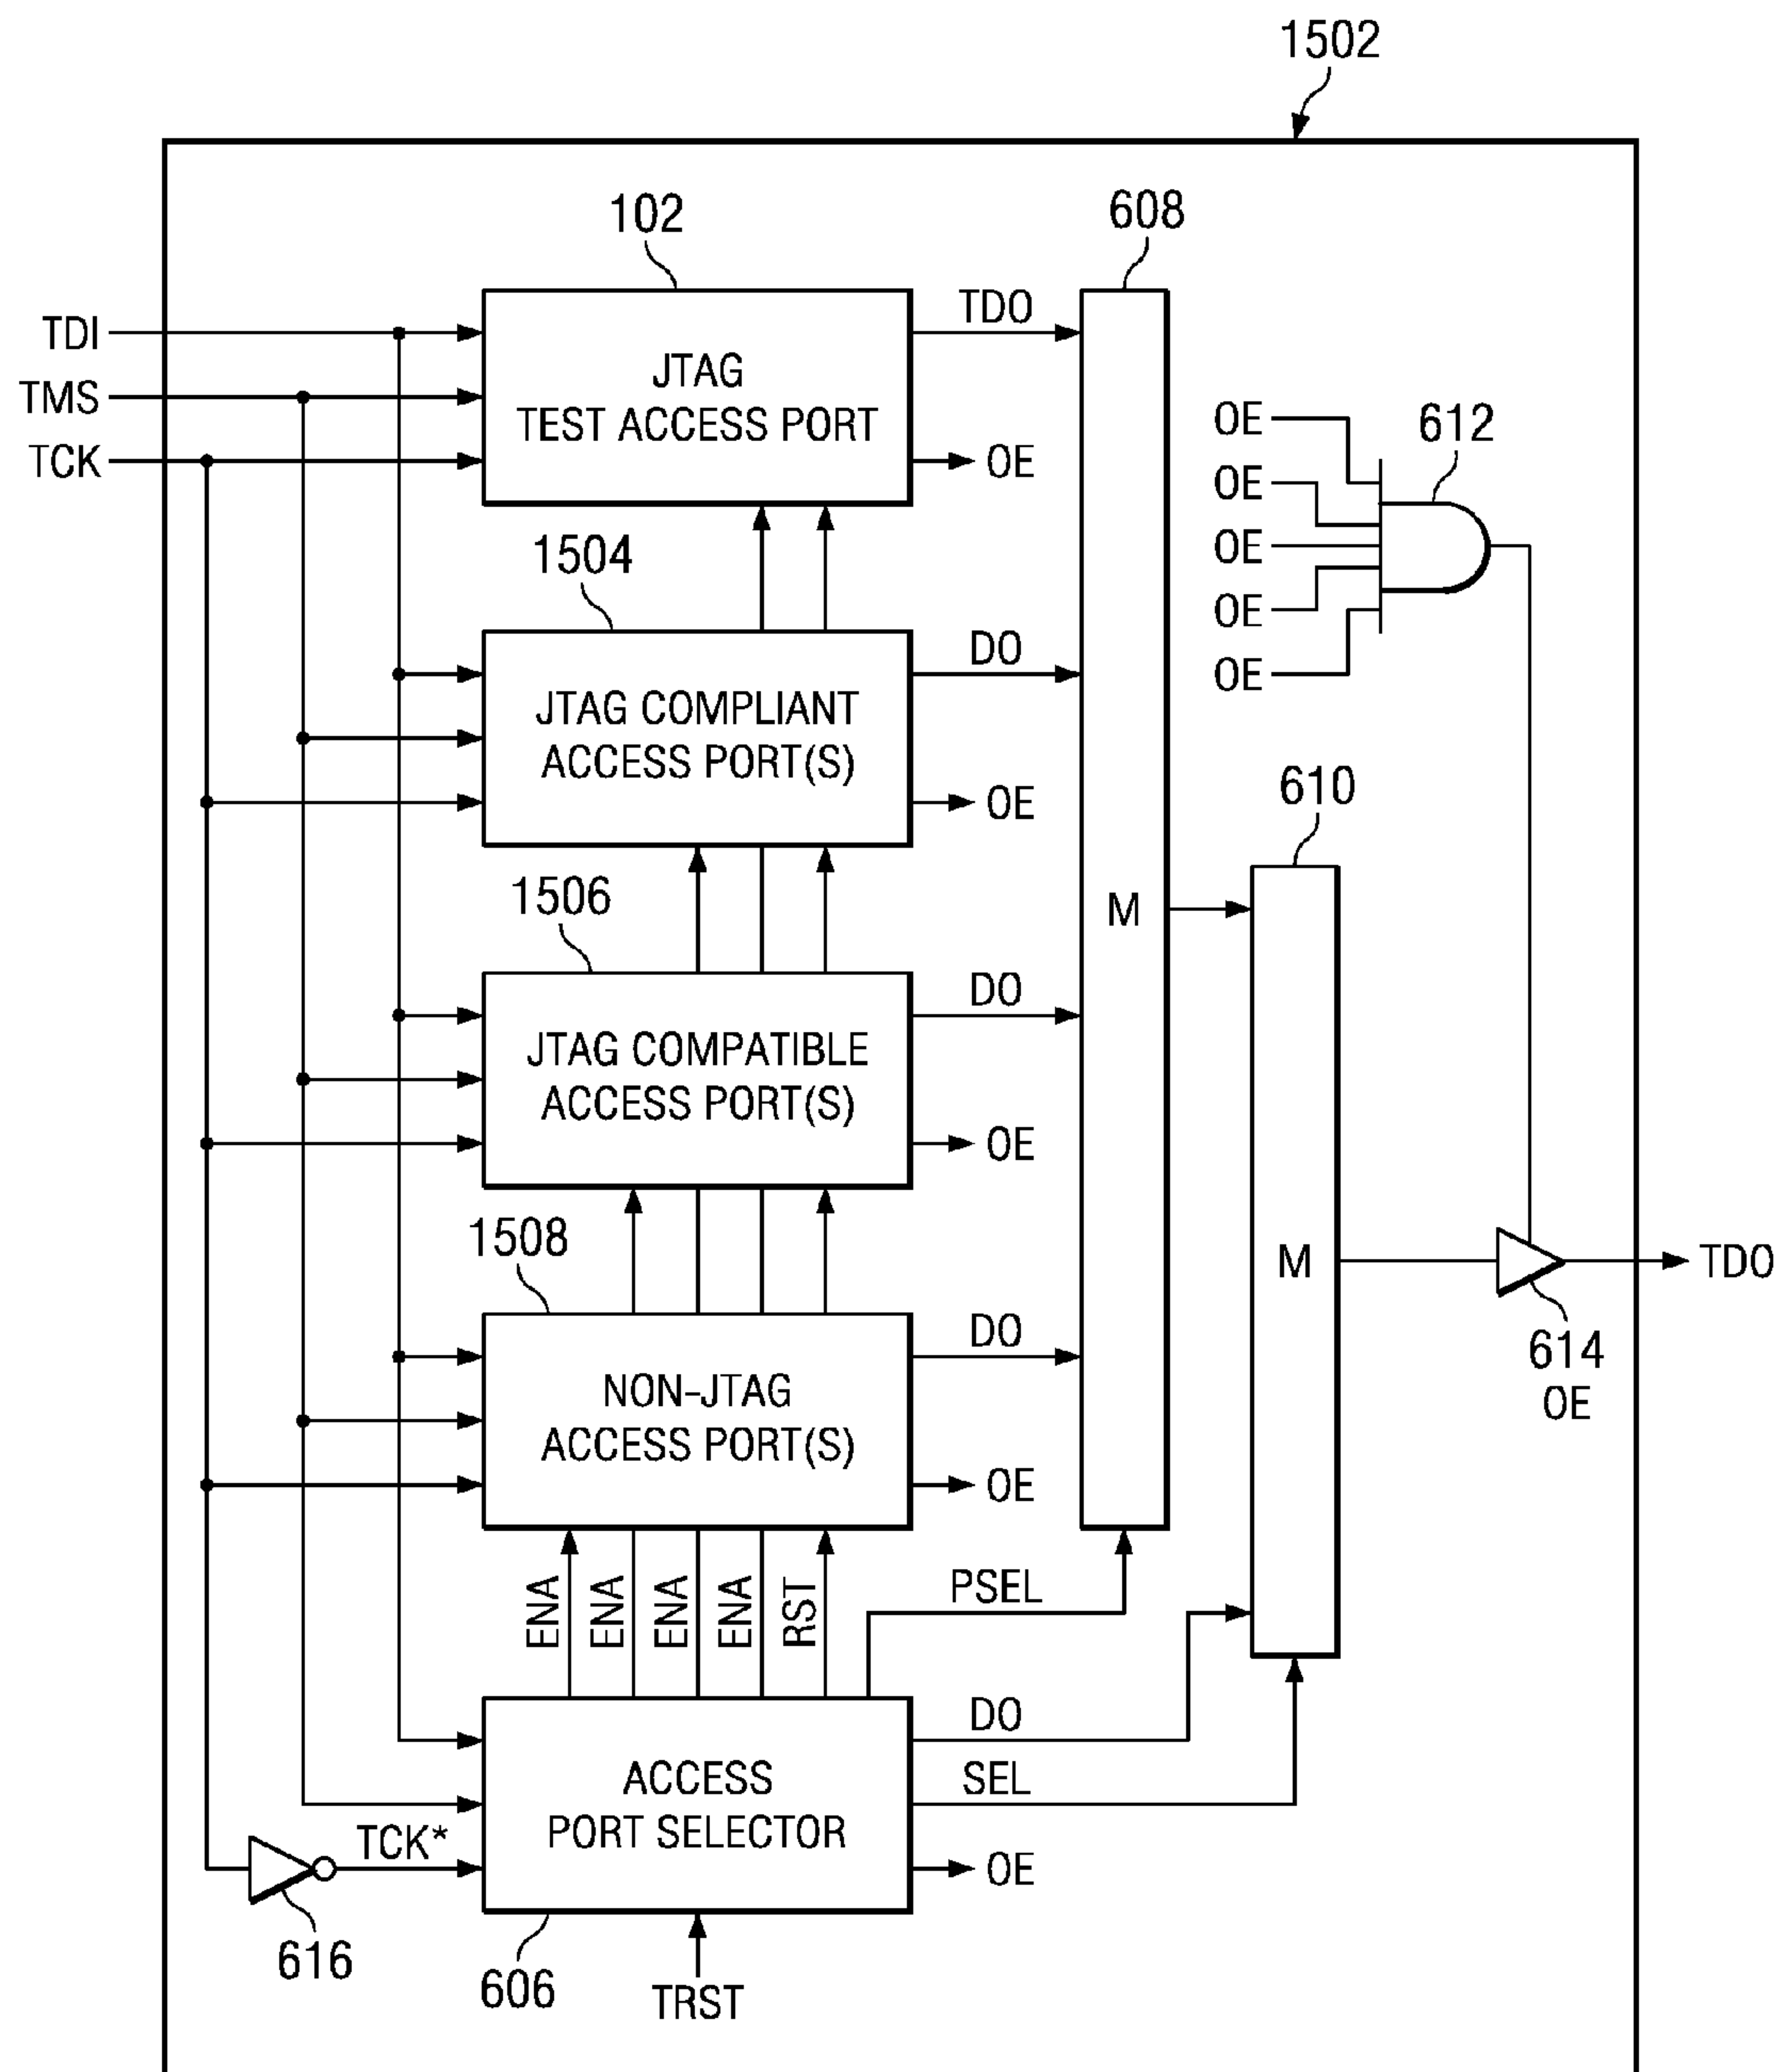 1502
102
608
TDI
TMS
TCK
JTAG
TEST ACCESS PORT
TDO
OE
OE
OE
OE
OE
OE
612
1504
JTAG COMPLIANT
ACCESS PORT(S)
DO
OE
610
1506
JTAG COMPATIBLE
ACCESS PORT(S)
DO
OE
M
M
TDO
614
OE
1508
NON-JTAG
ACCESS PORT(S)
DO
OE
ENA
ENA
ENA
ENA
RST
PSEL
DO
SEL
OE
ACCESS
PORT SELECTOR
TCK*
616
606
TRST